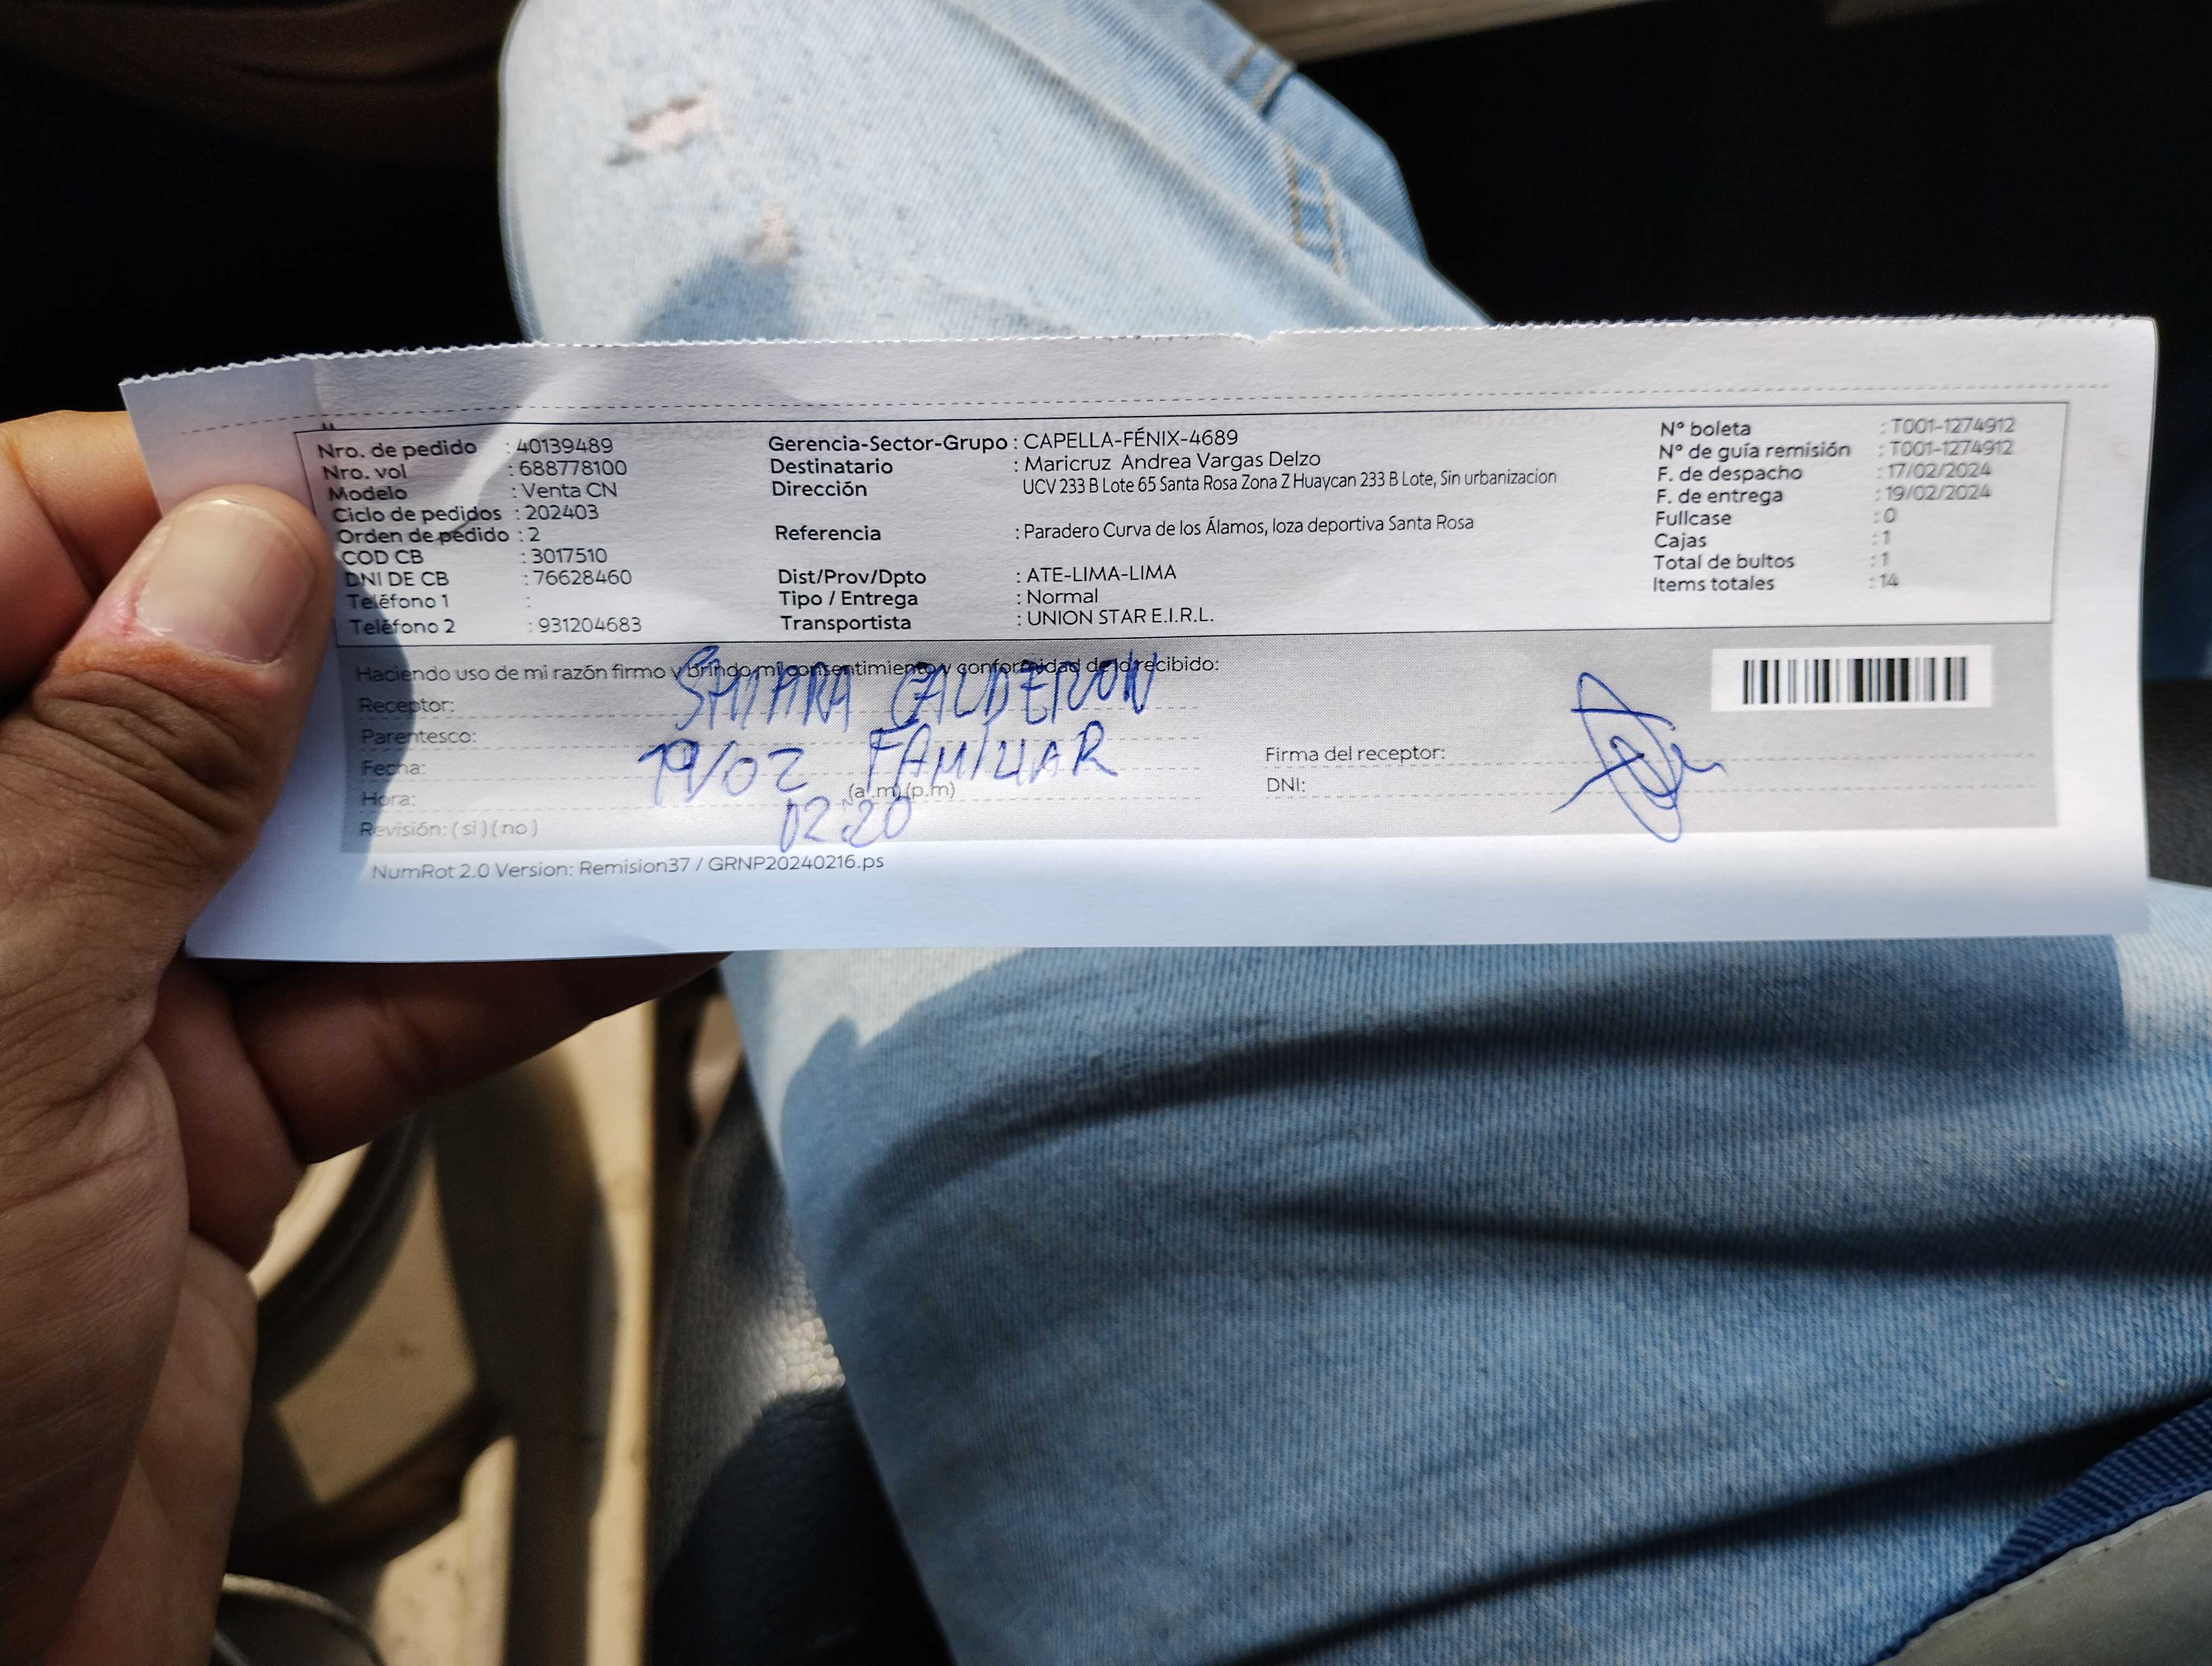 Nro. de pedido : 40139489
Nro. vol : 688778100
Modelo : Venta CN
Ciclo de pedidos : 202403
Orden de pedido : 2
COD CB : 3017510
DNI DE CB : 76628460
Teléfono 1 :
Teléfono 2 : 931204683
Gerencia-Sector-Grupo : CAPELLA-FÉNIX-4689
Destinatario : Maricruz Andrea Vargas Delzo
Dirección UCV 233 B Lote 65 Santa Rosa Zona Z Huaycan 233 B Lote, Sin urbanizacion
Referencia : Paradero Curva de los Álamos, loza deportiva Santa Rosa
Dist/Prov/Dpto : ATE-LIMA-LIMA
Tipo / Entrega : Normal
Transportista : UNION STAR E.I.R.L.
N° boleta : T001-1274912
N° de guía remisión : T001-1274912
F. de despacho : 17/02/2024
F. de entrega : 19/02/2024
Fullcase : 0
Cajas : 1
Total de bultos : 1
Items totales : 14
Haciendo uso de mi razón firmo y brindo mi consentimiento y conformidad de lo recibido:
Receptor: CALDERON
Parentesco: FAMILIAR
Fecha: 19/02
Hora: (a.m)(p.m) 02:20
Revisión: (si)(no)
Firma del receptor:
DNI:
NumRot 2.0 Version: Remision37 / GRNP20240216.ps